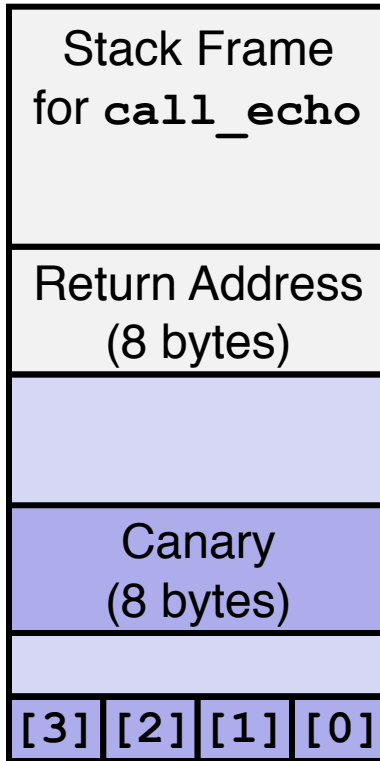 Stack Frame
for call_echo
Return Address
(8 bytes)
Canary
(8 bytes)
[3] [2] [1] [0]